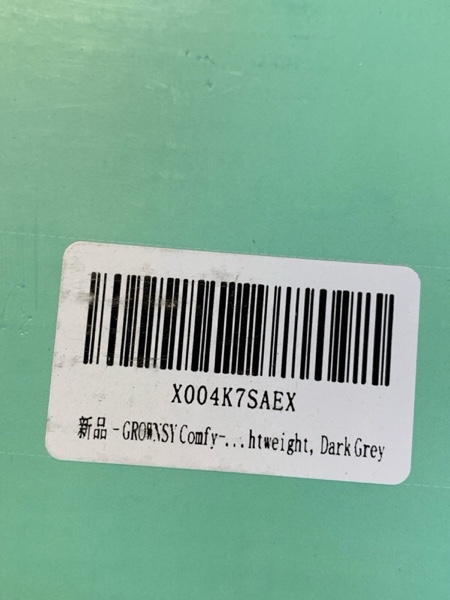 X004K7SAEX
新品 - GROWNSY Comfy-...htweight, Dark Grey